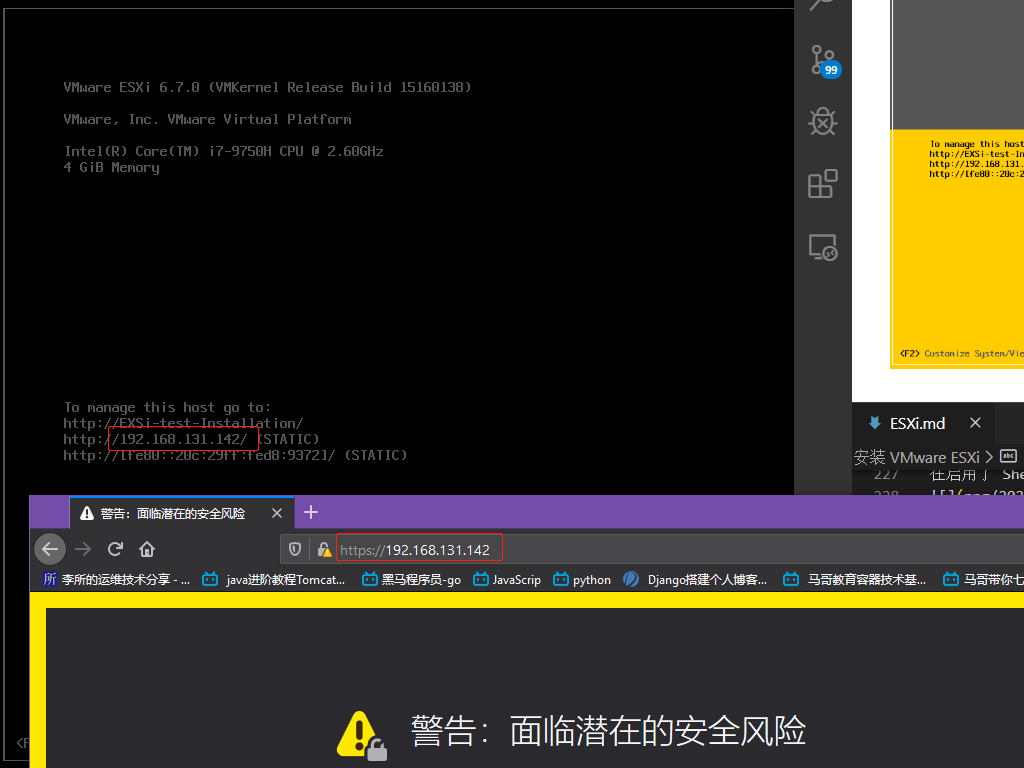 VMware ESXi 6.7.0 (VMKernel Release Build 15160138)
VMware, Inc. VMware Virtual Platform
Intel(R) Core(TM) i7-9750H CPU @ 2.60GHz
4 GiB Memory
To manage this host go to:
http://EXSi-test-Installation/
http://192.168.131.142/ (STATIC)
http://[fe80::20c:29ff:fed8:9372]/ (STATIC)
99
To manage this host
http://EXSi-test-In
http://192.168.131.
http://[fe80::20c:2
<F2> Customize System/Vie
ESXi.md
安装 VMware ESXi >
227 在启用了 She
228
警告：面临潜在的安全风险
https://192.168.131.142
所 李所的运维技术分享 - ... java进阶教程Tomcat... 黑马程序员-go JavaScrip python Django搭建个人博客... 马哥教育容器技术基... 马哥带你七
警告：面临潜在的安全风险
<F